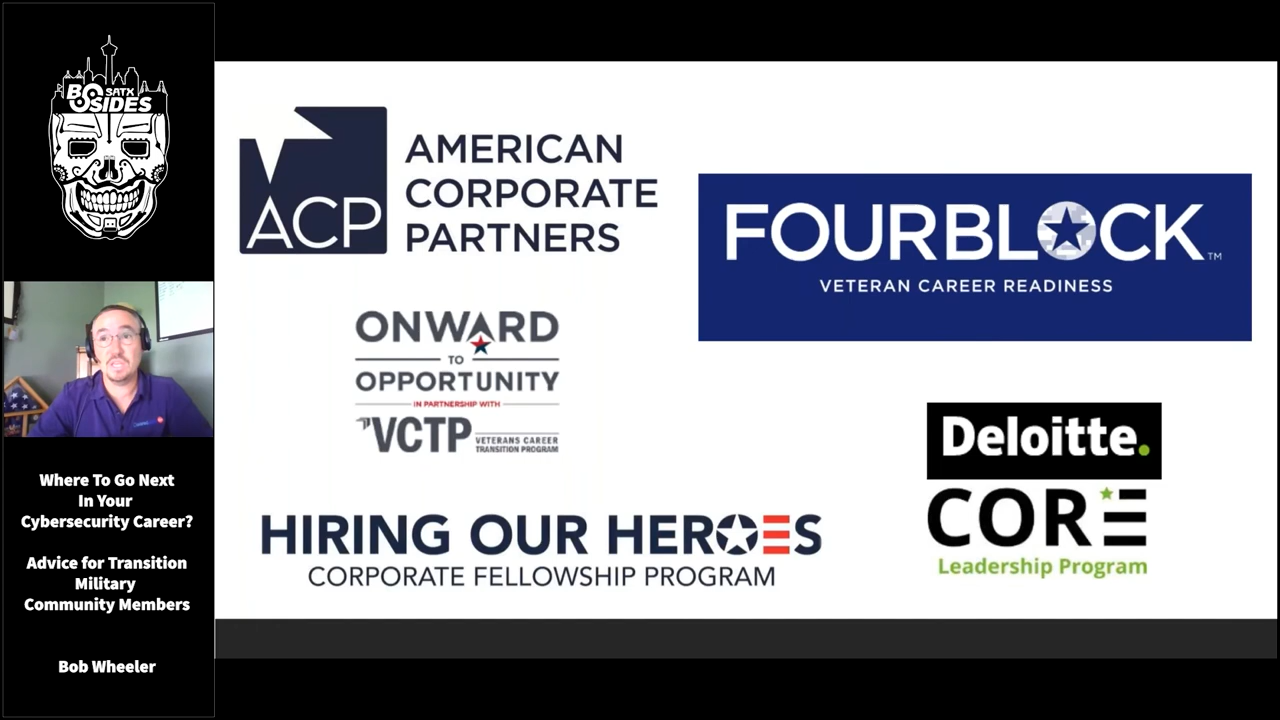 BSIDES
SATX
Where To Go Next
In Your
Cybersecurity Career?
Advice for Transition
Military
Community Members
Bob Wheeler
ACP
AMERICAN
CORPORATE
PARTNERS
FOURBLOCK™
VETERAN CAREER READINESS
ONWARD
TO
OPPORTUNITY
IN PARTNERSHIP WITH
VCTP
VETERANS CAREER
TRANSITION PROGRAM
HIRING OUR HEROES
CORPORATE FELLOWSHIP PROGRAM
Deloitte.
CORE
Leadership Program